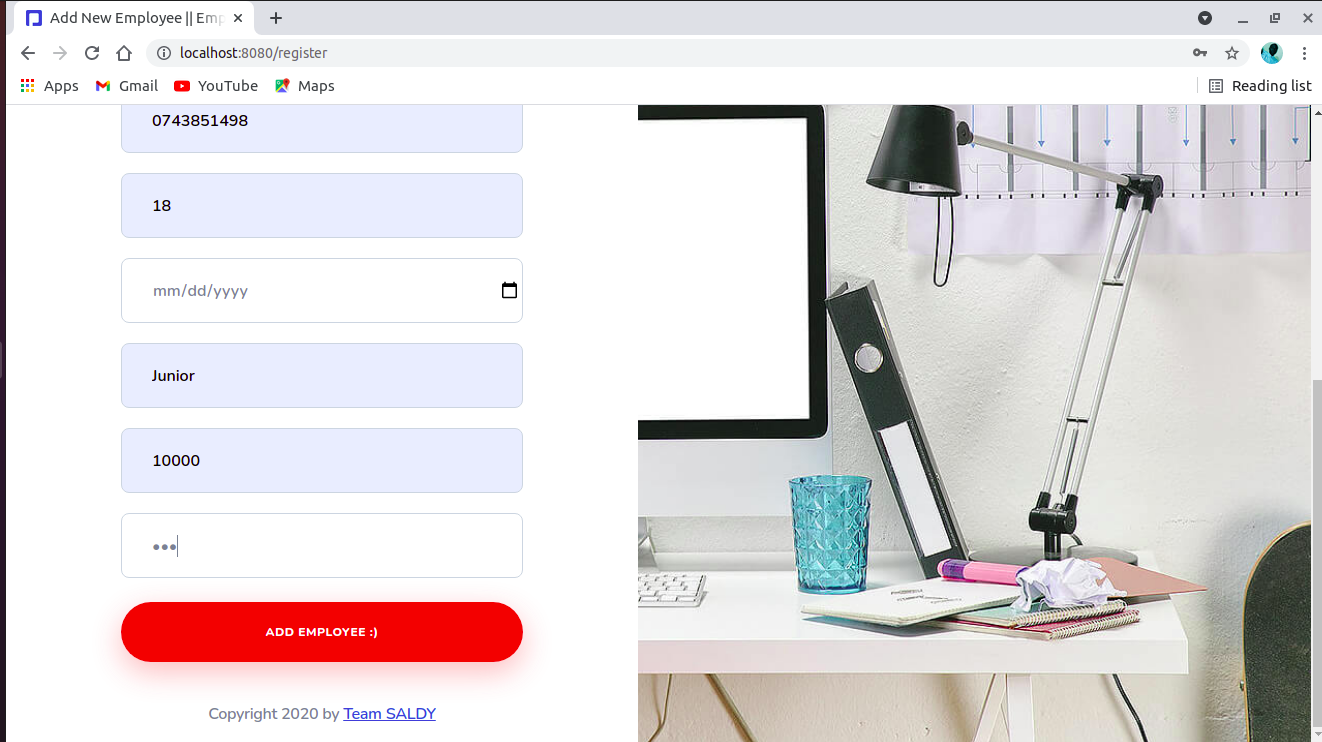 Add New Employee || Emp
localhost:8080/register
Apps Gmail YouTube Maps Reading list
0743851498
18
mm/dd/yyyy
Junior
10000
•••
ADD EMPLOYEE :)
Copyright 2020 by Team SALDY